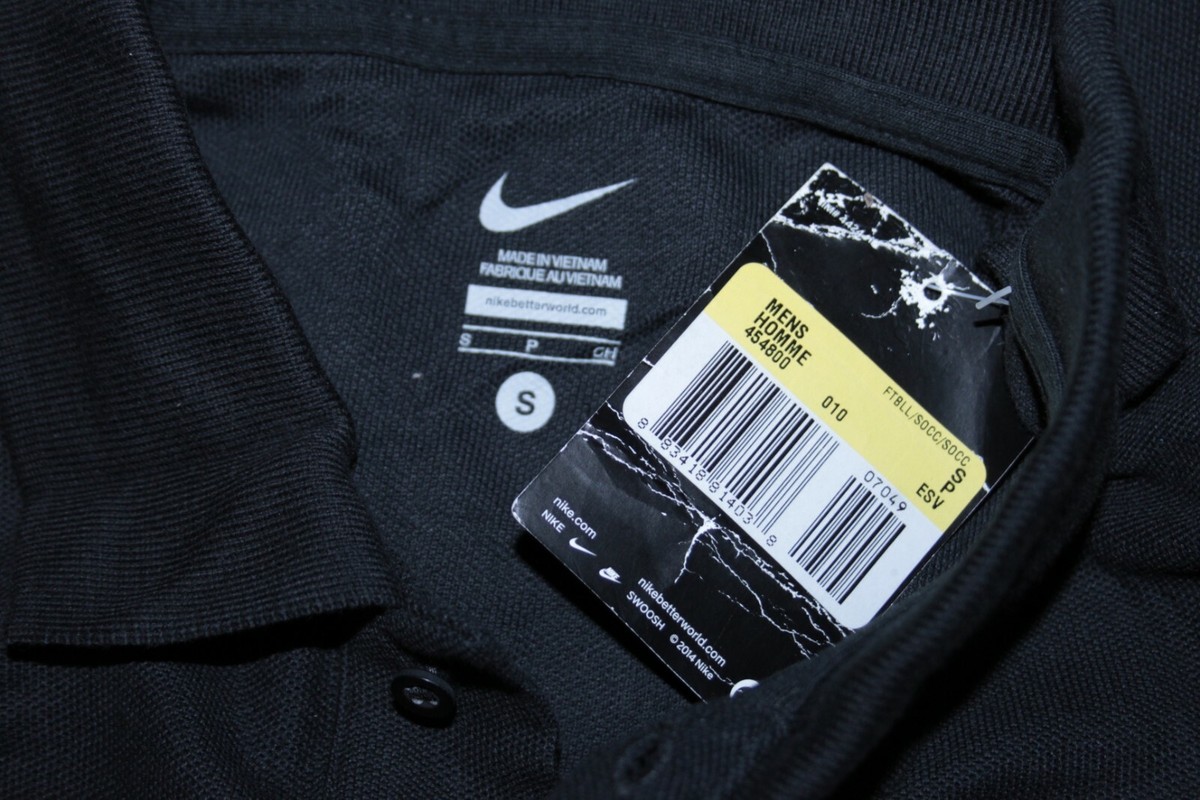 MADE IN VIETNAM
FABRIQUE AU VIETNAM
nikebetterworld.com
S P CH
S
MENS
HOMME
454800
010
FTBLL/SOCC/SOCC
S
P
ESV
07049
8 83418 81403 8
nike.com
NIKE
nikebetterworld.com
SWOOSH © 2014 Nike